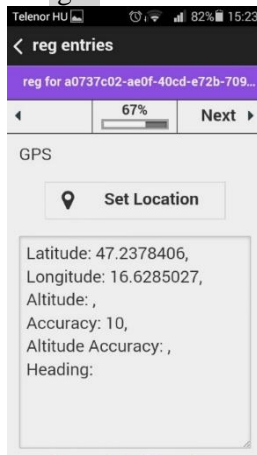 Telenor HU 82% 15:23
reg entries
reg for a0737c02-ae0f-40cd-e72b-709...
67% Next
GPS
Set Location
Latitude: 47.2378406,
Longitude: 16.6285027,
Altitude: ,
Accuracy: 10,
Altitude Accuracy: ,
Heading: